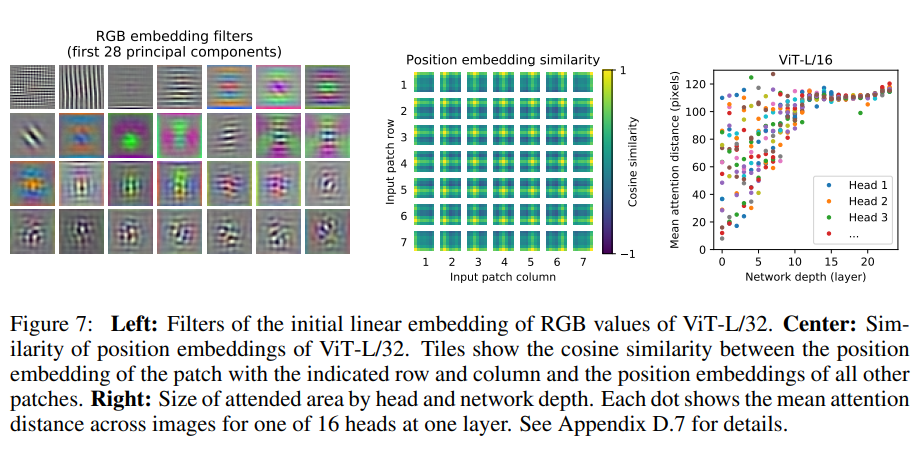 RGB embedding filters
(first 28 principal components)
Position embedding similarity
1
2
3
4
5
6
7
Input patch row
1 2 3 4 5 6 7
Input patch column
1
−1
Cosine similarity
ViT-L/16
120
100
80
60
40
20
0
Mean attention distance (pixels)
Head 1
Head 2
Head 3
...
0 5 10 15 20
Network depth (layer)
Figure 7: Left: Filters of the initial linear embedding of RGB values of ViT-L/32. Center: Sim-
ilarity of position embeddings of ViT-L/32. Tiles show the cosine similarity between the position
embedding of the patch with the indicated row and column and the position embeddings of all other
patches. Right: Size of attended area by head and network depth. Each dot shows the mean attention
distance across images for one of 16 heads at one layer. See Appendix D.7 for details.